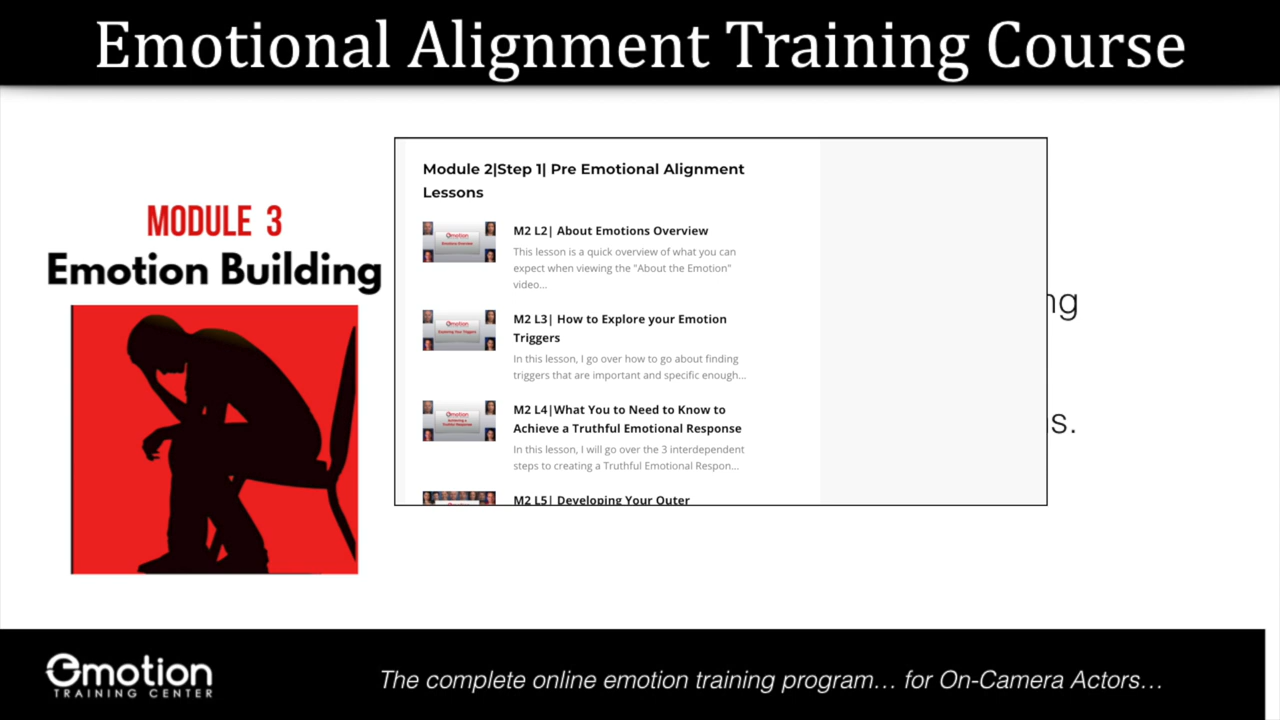 Emotional Alignment Training Course
MODULE 3
Emotion Building
Module 2|Step 1| Pre Emotional Alignment
Lessons
M2 L2| About Emotions Overview
This lesson is a quick overview of what you can
expect when viewing the "About the Emotion"
video...
M2 L3| How to Explore your Emotion
Triggers
In this lesson, I go over how to go about finding
triggers that are important and specific enough...
M2 L4|What You to Need to Know to
Achieve a Truthful Emotional Response
In this lesson, I will go over the 3 interdependent
steps to creating a Truthful Emotional Respon...
M2 L5| Developing Your Outer
ng
s.
emotion
TRAINING CENTER
The complete online emotion training program... for On-Camera Actors...